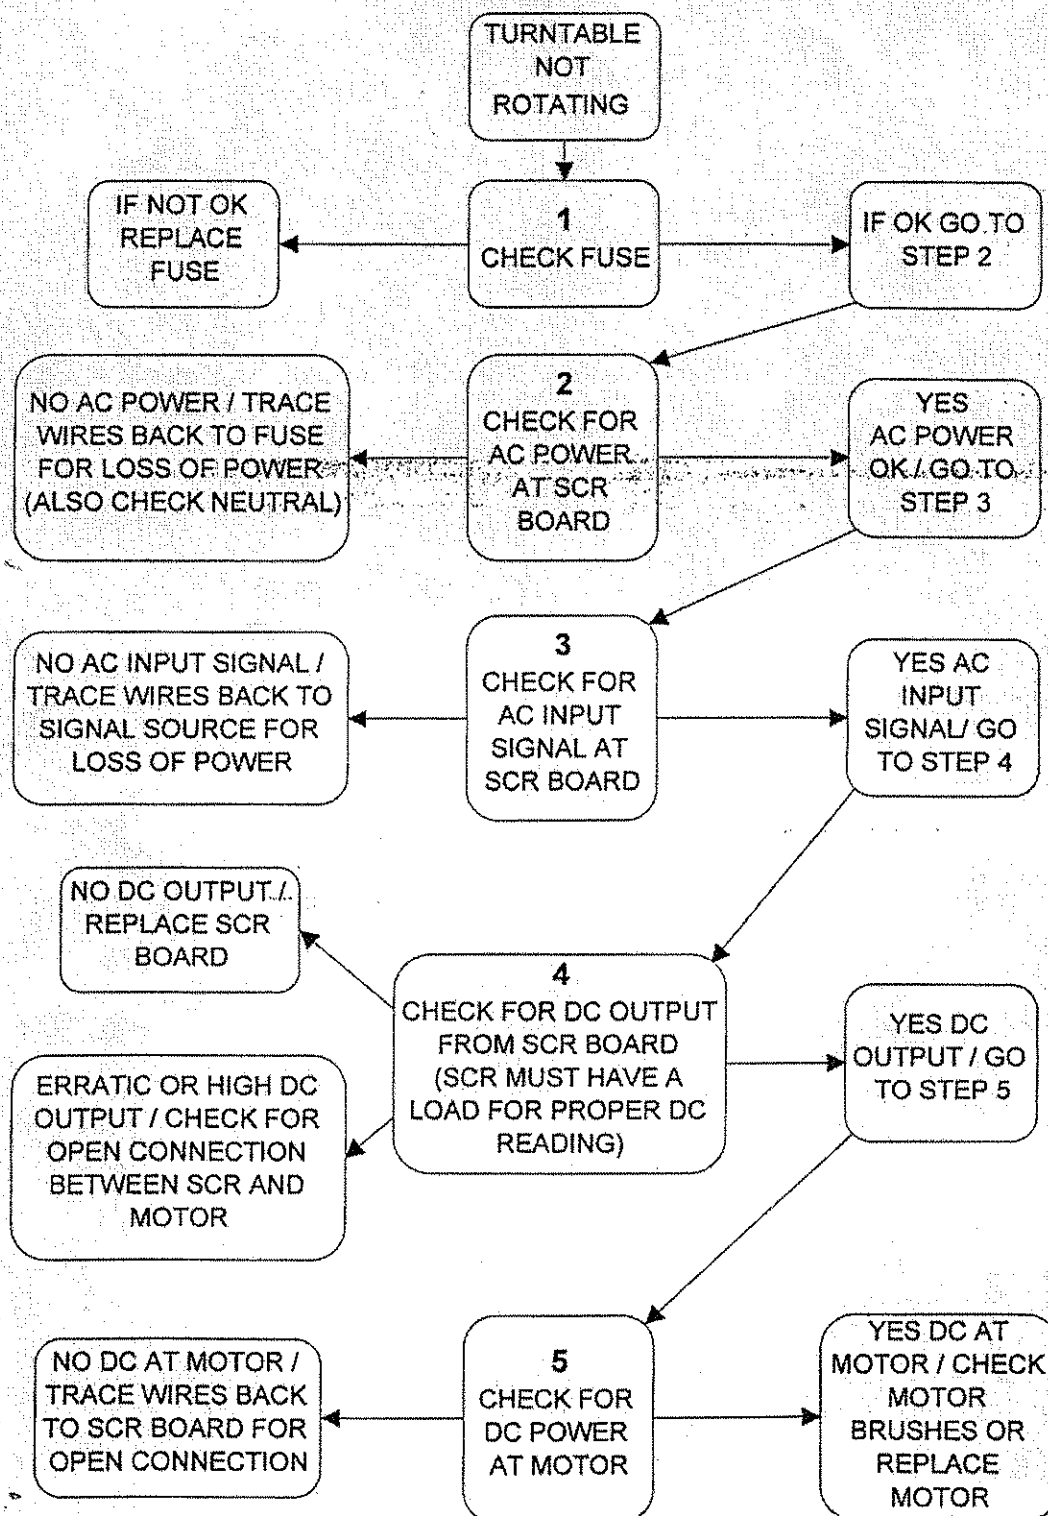 TURNTABLE
NOT
ROTATING
IF NOT OK
REPLACE
FUSE
1
CHECK FUSE
IF OK GO TO
STEP 2
NO AC POWER / TRACE
WIRES BACK TO FUSE
FOR LOSS OF POWER
(ALSO CHECK NEUTRAL)
2
CHECK FOR
AC POWER
AT SCR
BOARD
YES
AC POWER
OK / GO TO
STEP 3
NO AC INPUT SIGNAL /
TRACE WIRES BACK TO
SIGNAL SOURCE FOR
LOSS OF POWER
3
CHECK FOR
AC INPUT
SIGNAL AT
SCR BOARD
YES AC
INPUT
SIGNAL/ GO
TO STEP 4
NO DC OUTPUT /
REPLACE SCR
BOARD
ERRATIC OR HIGH DC
OUTPUT / CHECK FOR
OPEN CONNECTION
BETWEEN SCR AND
MOTOR
4
CHECK FOR DC OUTPUT
FROM SCR BOARD
(SCR MUST HAVE A
LOAD FOR PROPER DC
READING)
YES DC
OUTPUT / GO
TO STEP 5
NO DC AT MOTOR /
TRACE WIRES BACK
TO SCR BOARD FOR
OPEN CONNECTION
5
CHECK FOR
DC POWER
AT MOTOR
YES DC AT
MOTOR / CHECK
MOTOR
BRUSHES OR
REPLACE
MOTOR